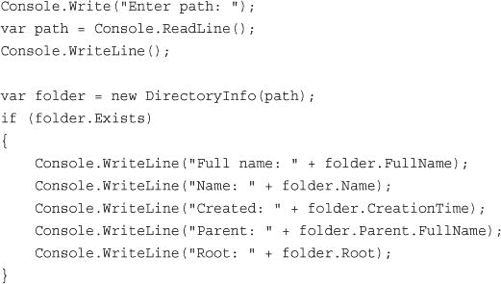 Console.Write("Enter path: ");
var path = Console.ReadLine();
Console.WriteLine();

var folder = new DirectoryInfo(path);
if (folder.Exists)
{
    Console.WriteLine("Full name: " + folder.FullName);
    Console.WriteLine("Name: " + folder.Name);
    Console.WriteLine("Created: " + folder.CreationTime);
    Console.WriteLine("Parent: " + folder.Parent.FullName);
    Console.WriteLine("Root: " + folder.Root);
}